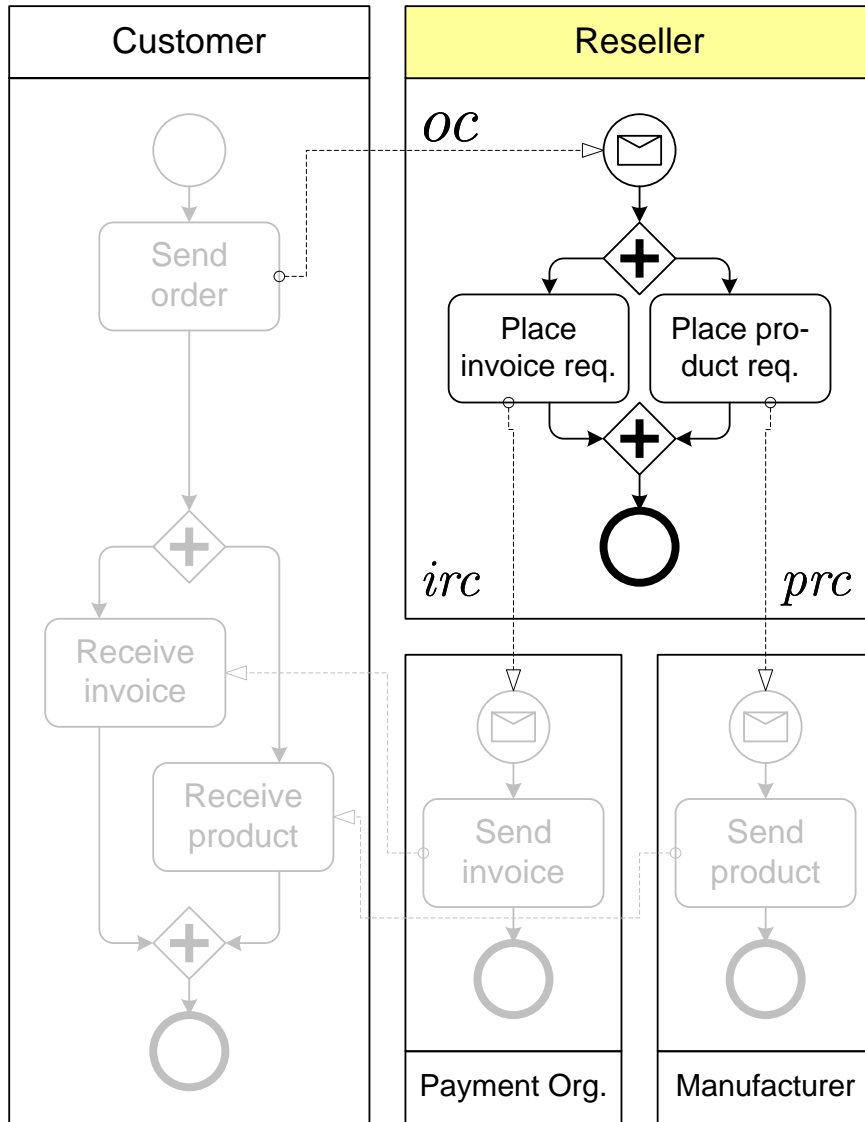 Customer
Reseller
oc
Send
order
Place
invoice req.
Place pro-
duct req.
irc
prc
Receive
invoice
Receive
product
Send
invoice
Send
product
Payment Org.
Manufacturer